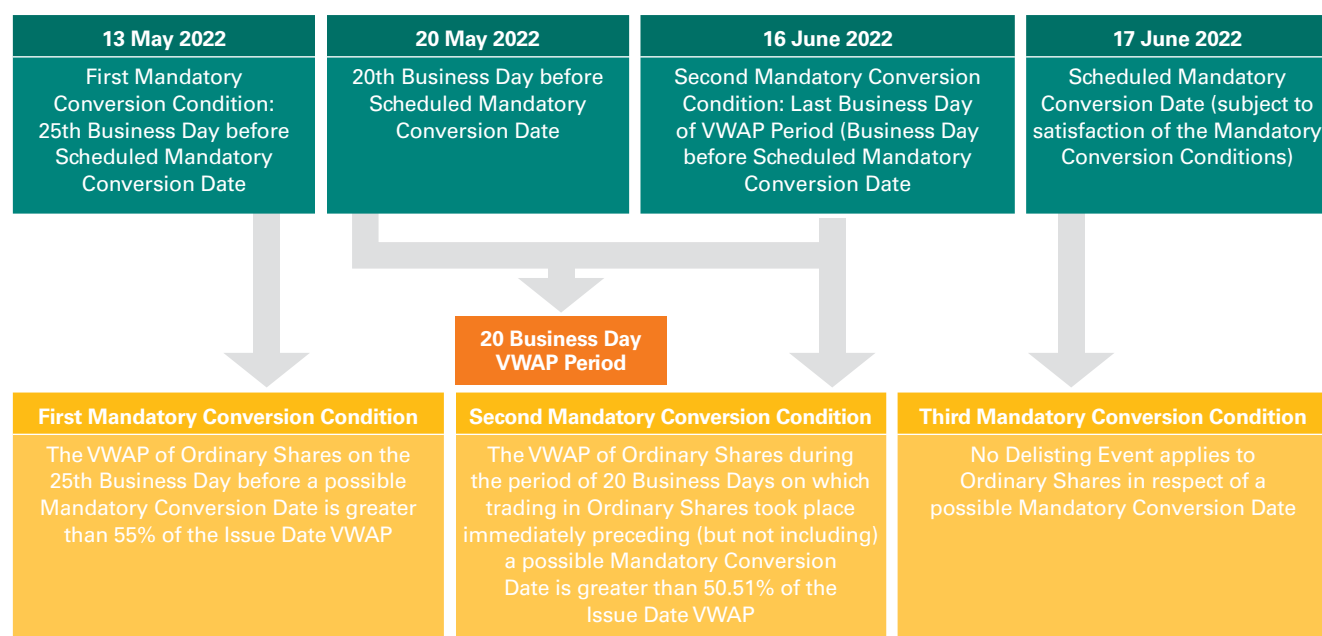 13 May 2022
First Mandatory
Conversion Condition:
25th Business Day before
Scheduled Mandatory
Conversion Date
20 May 2022
20th Business Day before
Scheduled Mandatory
Conversion Date
16 June 2022
Second Mandatory Conversion
Condition: Last Business Day
of VWAP Period (Business Day
before Scheduled Mandatory
Conversion Date
17 June 2022
Scheduled Mandatory
Conversion Date (subject to
satisfaction of the Mandatory
Conversion Conditions)
20 Business Day
VWAP Period
First Mandatory Conversion Condition
The VWAP of Ordinary Shares on the
25th Business Day before a possible
Mandatory Conversion Date is greater
than 55% of the Issue Date VWAP
Second Mandatory Conversion Condition
The VWAP of Ordinary Shares during
the period of 20 Business Days on which
trading in Ordinary Shares took place
immediately preceding (but not including)
a possible Mandatory Conversion
Date is greater than 50.51% of the
Issue Date VWAP
Third Mandatory Conversion Condition
No Delisting Event applies to
Ordinary Shares in respect of a
possible Mandatory Conversion Date